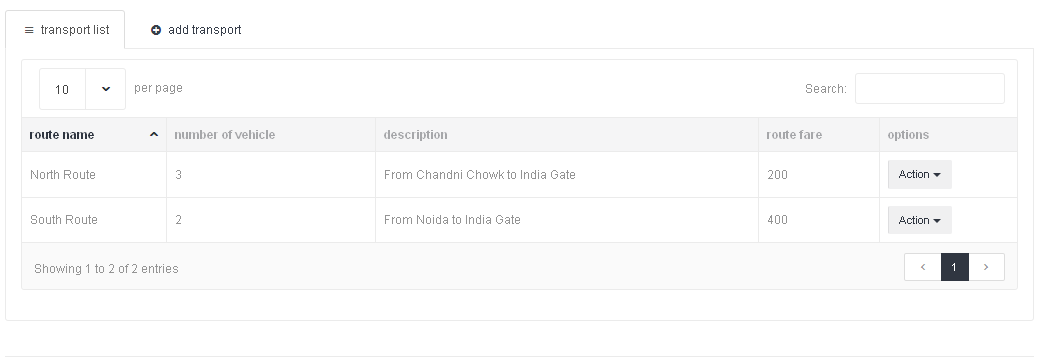 transport list add transport
10 per page Search:
route name number of vehicle description route fare options
North Route 3 From Chandni Chowk to India Gate 200 Action
South Route 2 From Noida to India Gate 400 Action
Showing 1 to 2 of 2 entries 1